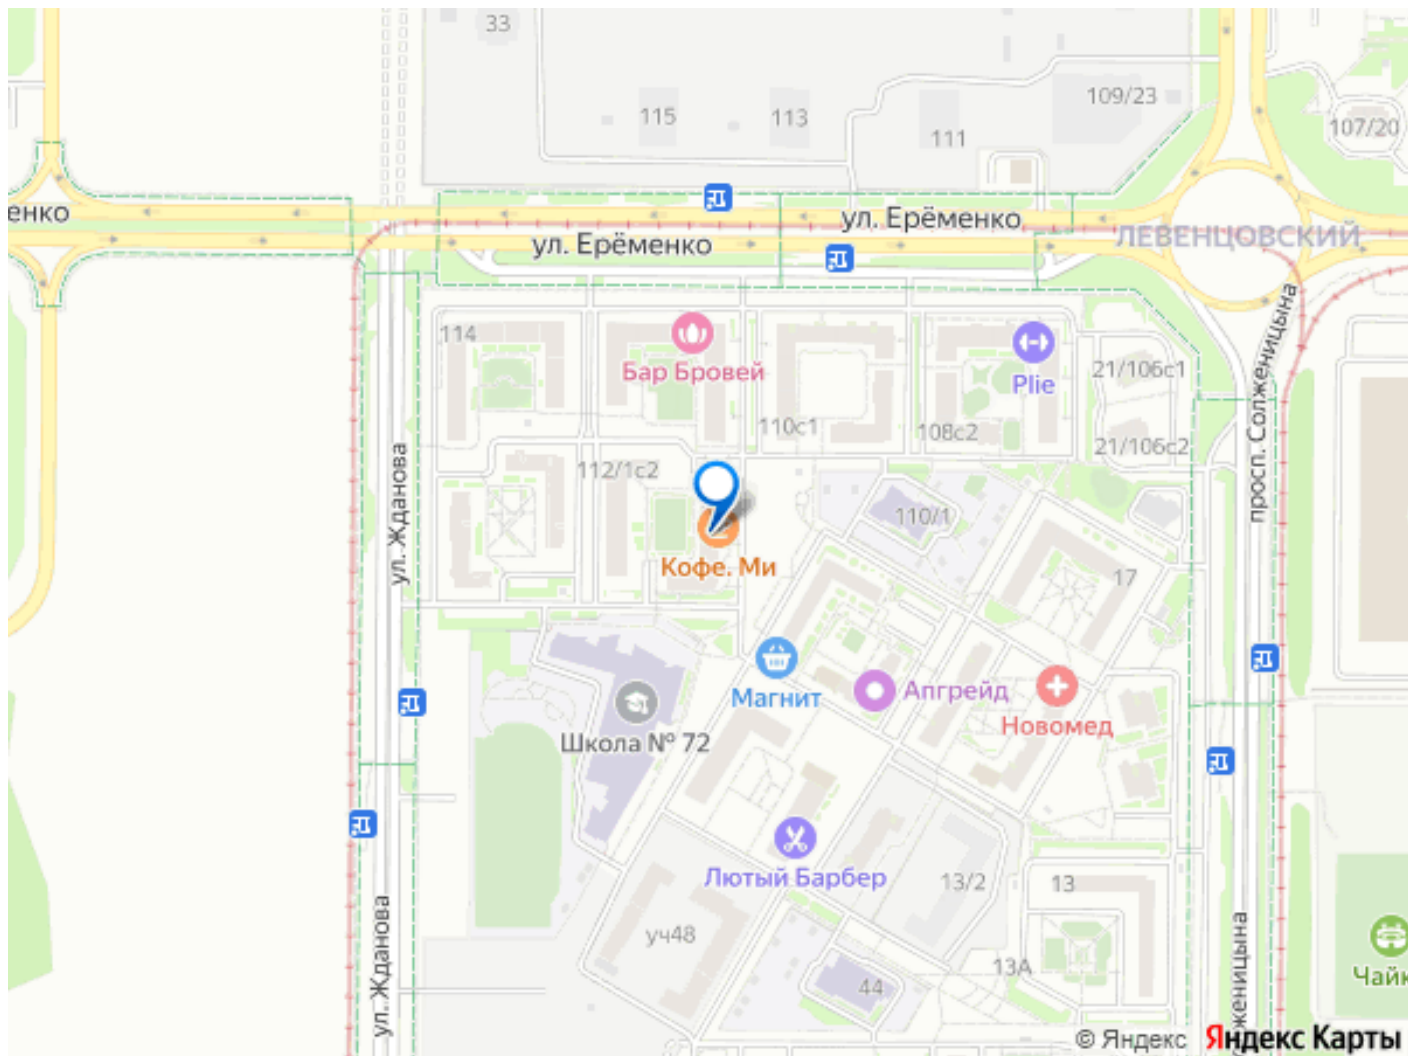 33
115
113
109/23
111
107/20
енко
ул. Ерёменко
ул. Ерёменко
ЛЕВЕНЦОВСКИЙ
114
Бар Бровей
Plie
21/106с1
просп. Солженицына
110с1
108с2
21/106с2
ул. Жданова
112/1с2
110/1
Кофе. Ми
17
Магнит
Апгрейд
Новомед
Школа № 72
Лютый Барбер
13/2
13
ул. Жданова
уч48
женицына
13А
44
Чайк
© Яндекс Яндекс Карты